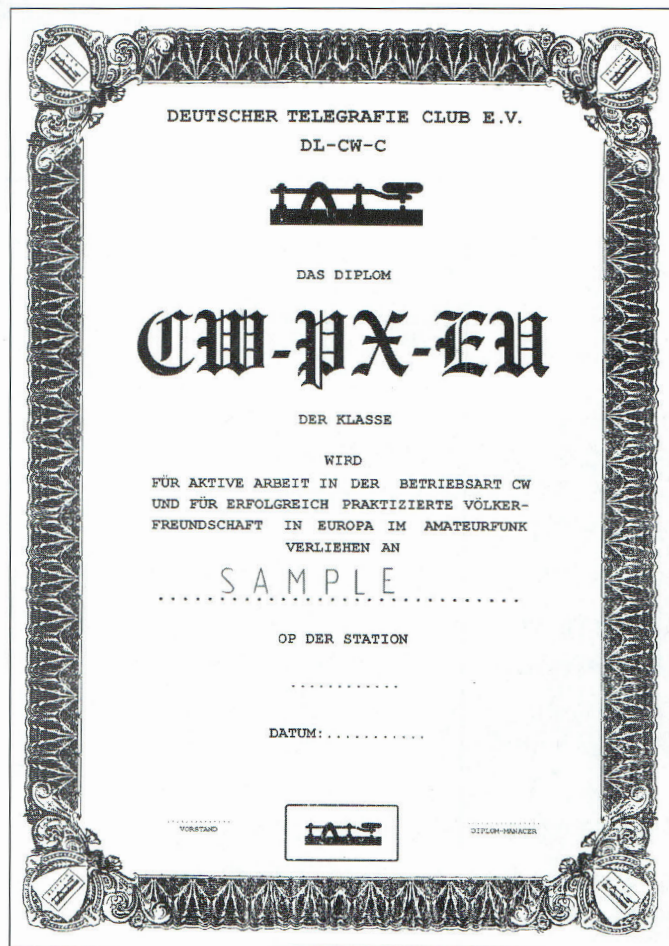 DEUTSCHER TELEGRAFIE CLUB E.V.
DL-CW-C
DAS DIPLOM
CW-PX-EU
DER KLASSE
WIRD
FÜR AKTIVE ARBEIT IN DER BETRIEBSART CW
UND FÜR ERFOLGREICH PRAKTIZIERTE VÖLKER-
FREUNDSCHAFT IN EUROPA IM AMATEURFUNK
VERLIEHEN AN
SAMPLE
OP DER STATION
DATUM:...........
VORSTAND
DIPLOM-MANAGER